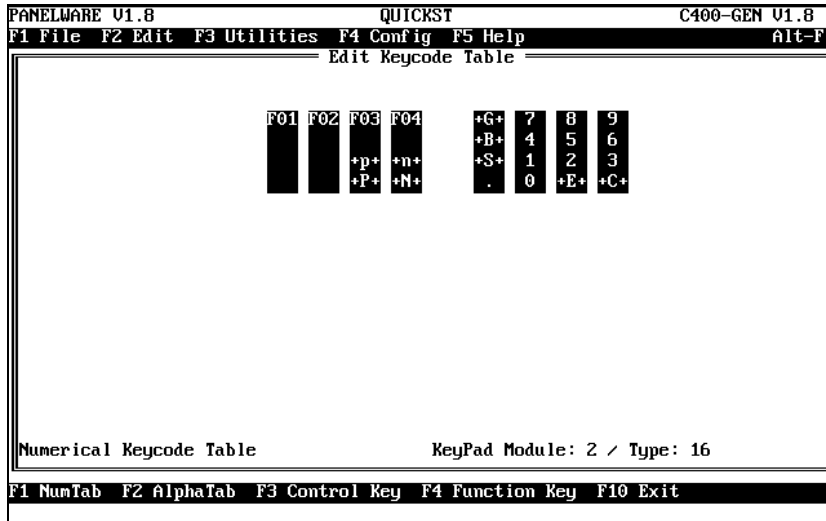 PANELWARE V1.8 QUICKST C400-GEN V1.8
F1 File F2 Edit F3 Utilities F4 Config F5 Help Alt-F
Edit Keycode Table
F01 F02 F03 F04 +G+ 7 8 9
+B+ 4 5 6
+p+ +n+ +S+ 1 2 3
+P+ +N+ . 0 +E+ +C+
Numerical Keycode Table KeyPad Module: 2 / Type: 16
F1 NumTab F2 AlphaTab F3 Control Key F4 Function Key F10 Exit